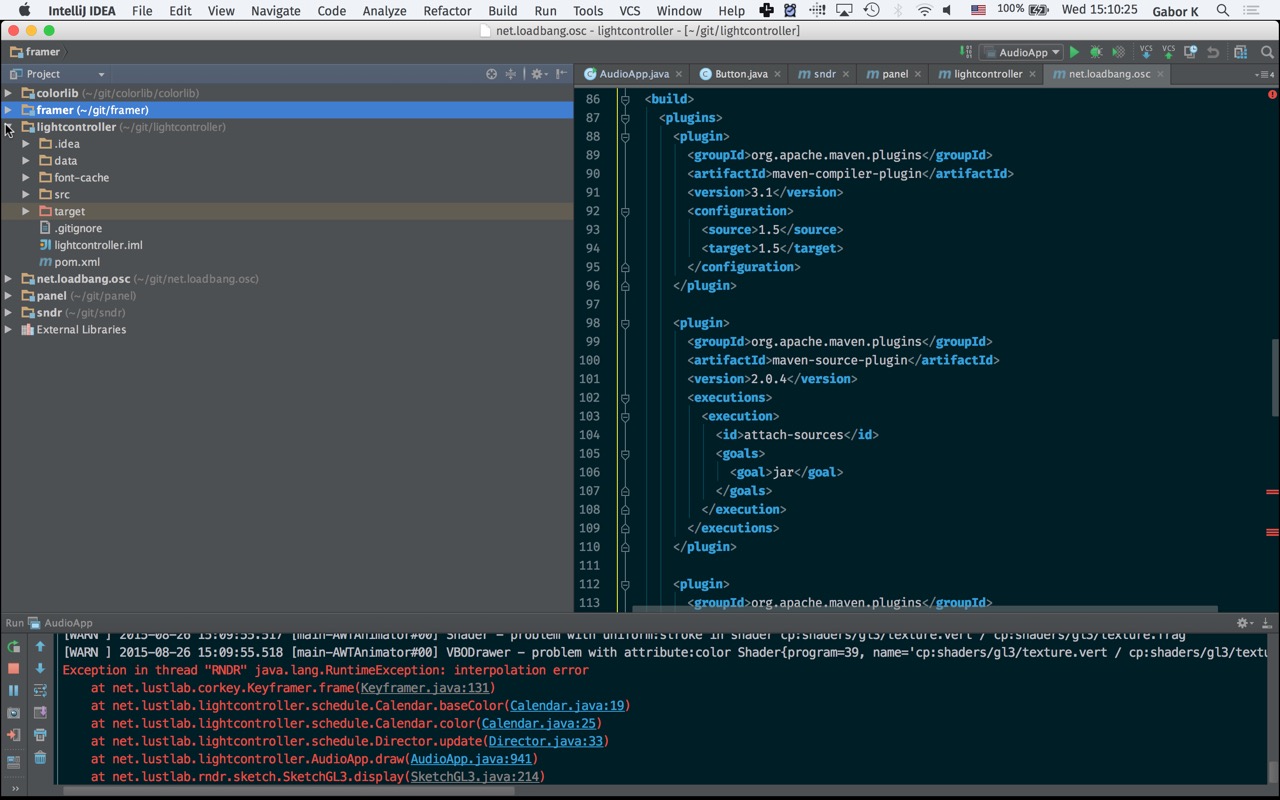 IntelliJ IDEA File Edit View Navigate Code Analyze Refactor Build Run Tools VCS Window Help 100% Wed 15:10:25 Gabor K
net.loadbang.osc - lightcontroller - [~/git/lightcontroller]
framer
AudioApp
VCS VCS
Project
AudioApp.java Button.java sndr panel lightcontroller net.loadbang.osc
4
colorlib (~/git/colorlib/colorlib)
framer (~/git/framer)
lightcontroller (~/git/lightcontroller)
.idea
data
font-cache
src
target
.gitignore
lightcontroller.iml
pom.xml
net.loadbang.osc (~/git/net.loadbang.osc)
panel (~/git/panel)
sndr (~/git/sndr)
External Libraries
86 <build>
87 <plugins>
88 <plugin>
89 <groupId>org.apache.maven.plugins</groupId>
90 <artifactId>maven-compiler-plugin</artifactId>
91 <version>3.1</version>
92 <configuration>
93 <source>1.5</source>
94 <target>1.5</target>
95 </configuration>
96 </plugin>
97
98 <plugin>
99 <groupId>org.apache.maven.plugins</groupId>
100 <artifactId>maven-source-plugin</artifactId>
101 <version>2.0.4</version>
102 <executions>
103 <execution>
104 <id>attach-sources</id>
105 <goals>
106 <goal>jar</goal>
107 </goals>
108 </execution>
109 </executions>
110 </plugin>
111
112 <plugin>
113 <groupId>org.apache.maven.plugins</groupId>
Run AudioApp
[WARN ] 2015-08-26 15:09:55.517 [main-AWTAnimator#00] Shader - problem with uniform:stroke in shader cp:shaders/gl3/texture.vert / cp:shaders/gl3/texture.frag
[WARN ] 2015-08-26 15:09:55.518 [main-AWTAnimator#00] VBODrawer - problem with attribute:color Shader{program=39, name='cp:shaders/gl3/texture.vert / cp:shaders/gl3/textu
Exception in thread "RNDR" java.lang.RuntimeException: interpolation error
at net.lustlab.corkey.Keyframer.frame(Keyframer.java:131)
at net.lustlab.lightcontroller.schedule.Calendar.baseColor(Calendar.java:19)
at net.lustlab.lightcontroller.schedule.Calendar.color(Calendar.java:25)
at net.lustlab.lightcontroller.schedule.Director.update(Director.java:33)
at net.lustlab.lightcontroller.AudioApp.draw(AudioApp.java:941)
at net.lustlab.rndr.sketch.SketchGL3.display(SketchGL3.java:214)